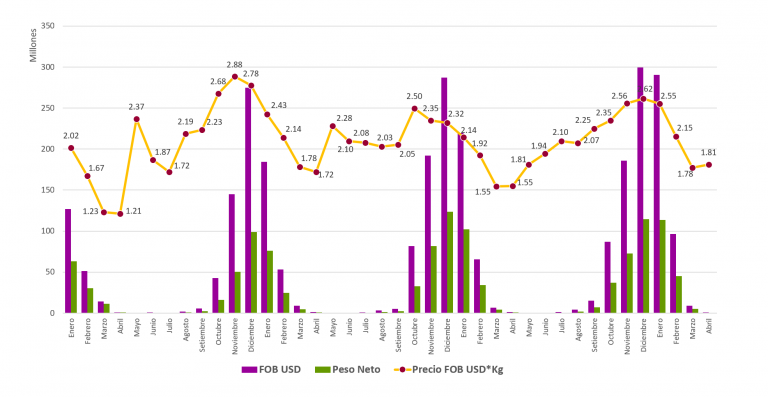 Millones
350
300
250
200
150
100
50
0
2.02
1.67
1.23
1.21
2.37
1.87
1.72
2.19
2.23
2.68
2.88
2.78
2.43
2.14
1.78
1.72
2.28
2.10
2.08
2.03
2.05
2.50
2.35
2.32
2.14
1.92
1.55
1.55
1.81
1.94
2.10
2.07
2.25
2.35
2.56
62
2.55
2.15
1.78
1.81
Enero
Febrero
Marzo
Abril
Mayo
Junio
Julio
Agosto
Setiembre
Octubre
Noviembre
Diciembre
Enero
Febrero
Marzo
Abril
Mayo
Junio
Julio
Agosto
Setiembre
Octubre
Noviembre
Diciembre
Enero
Febrero
Marzo
Abril
Mayo
Junio
Julio
Agosto
Setiembre
Octubre
Noviembre
Diciembre
Enero
Febrero
Marzo
Abril
FOB USD Peso Neto Precio FOB USD*Kg